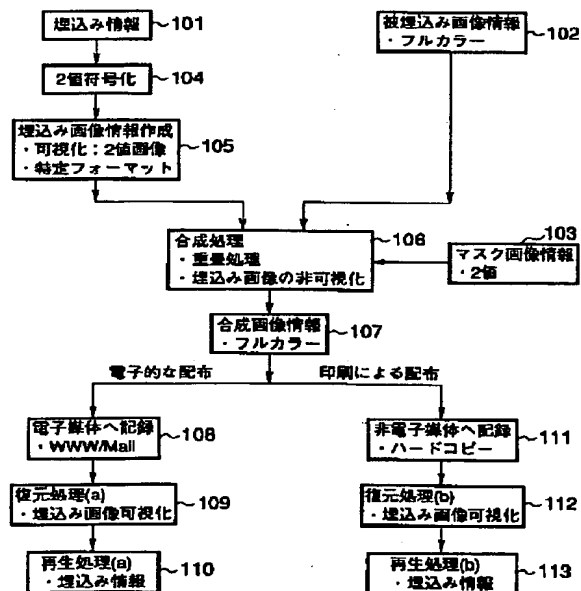 埋込み情報
101
2値符号化
104
埋込み画像情報作成
・可視化：2値画像
・特定フォーマット
105
被埋込み画像情報
・フルカラー
102
合成処理
・重畳処理
・埋込み画像の非可視化
106
103
マスク画像情報
・2値
合成画像情報
・フルカラー
107
電子的な配布
印刷による配布
電子媒体へ記録
・WWW/Mail
108
復元処理(a)
・埋込み画像可視化
109
再生処理(a)
・埋込み情報
110
非電子媒体へ記録
・ハードコピー
111
復元処理(b)
・埋込み画像可視化
112
再生処理(b)
・埋込み情報
113